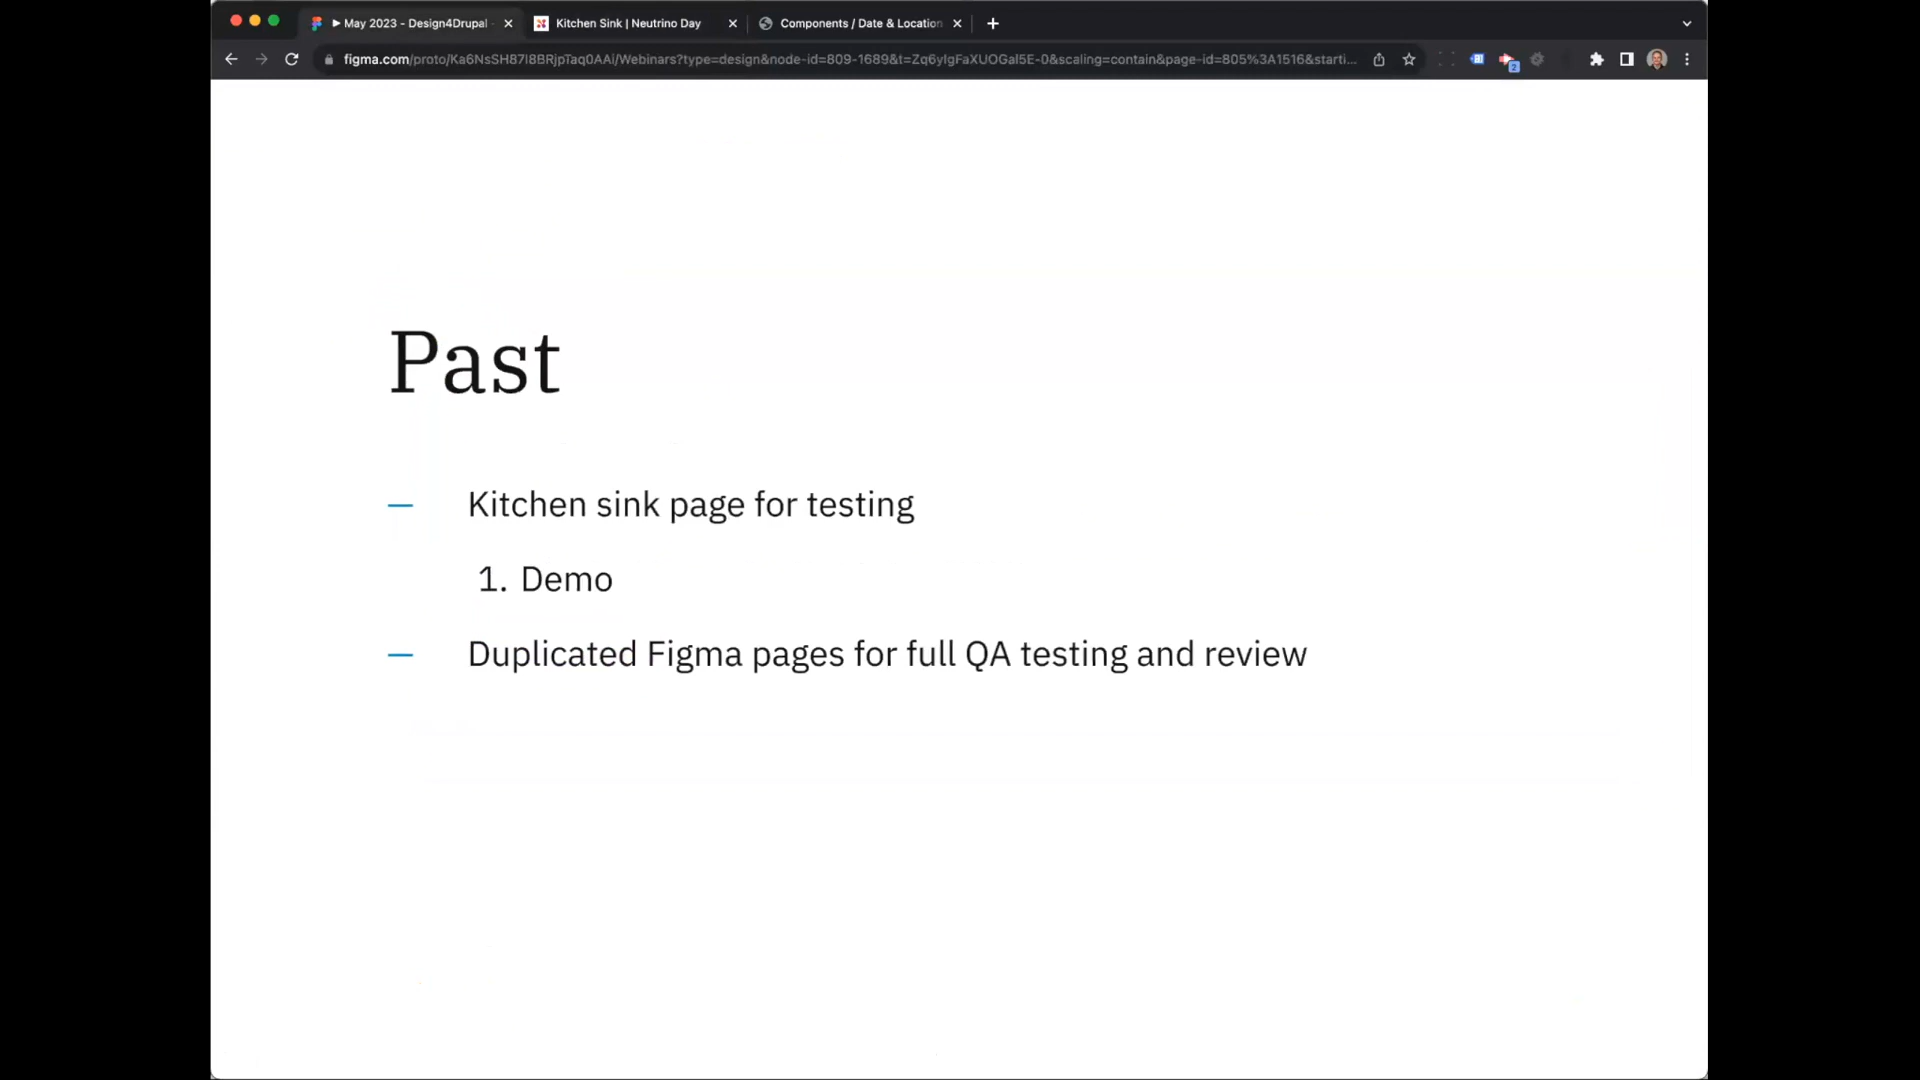 ▶ May 2023 - Design4Drupal -
Kitchen Sink | Neutrino Day
Components / Date & Location
figma.com/proto/Ka6NsSH87I8BRjpTaq0AAi/Webinars?type=design&node-id=809-1689&t=Zq6yIgFaXUOGal5E-0&scaling=contain&page-id=805%3A1516&starti...
2
Past
— Kitchen sink page for testing
1. Demo
— Duplicated Figma pages for full QA testing and review